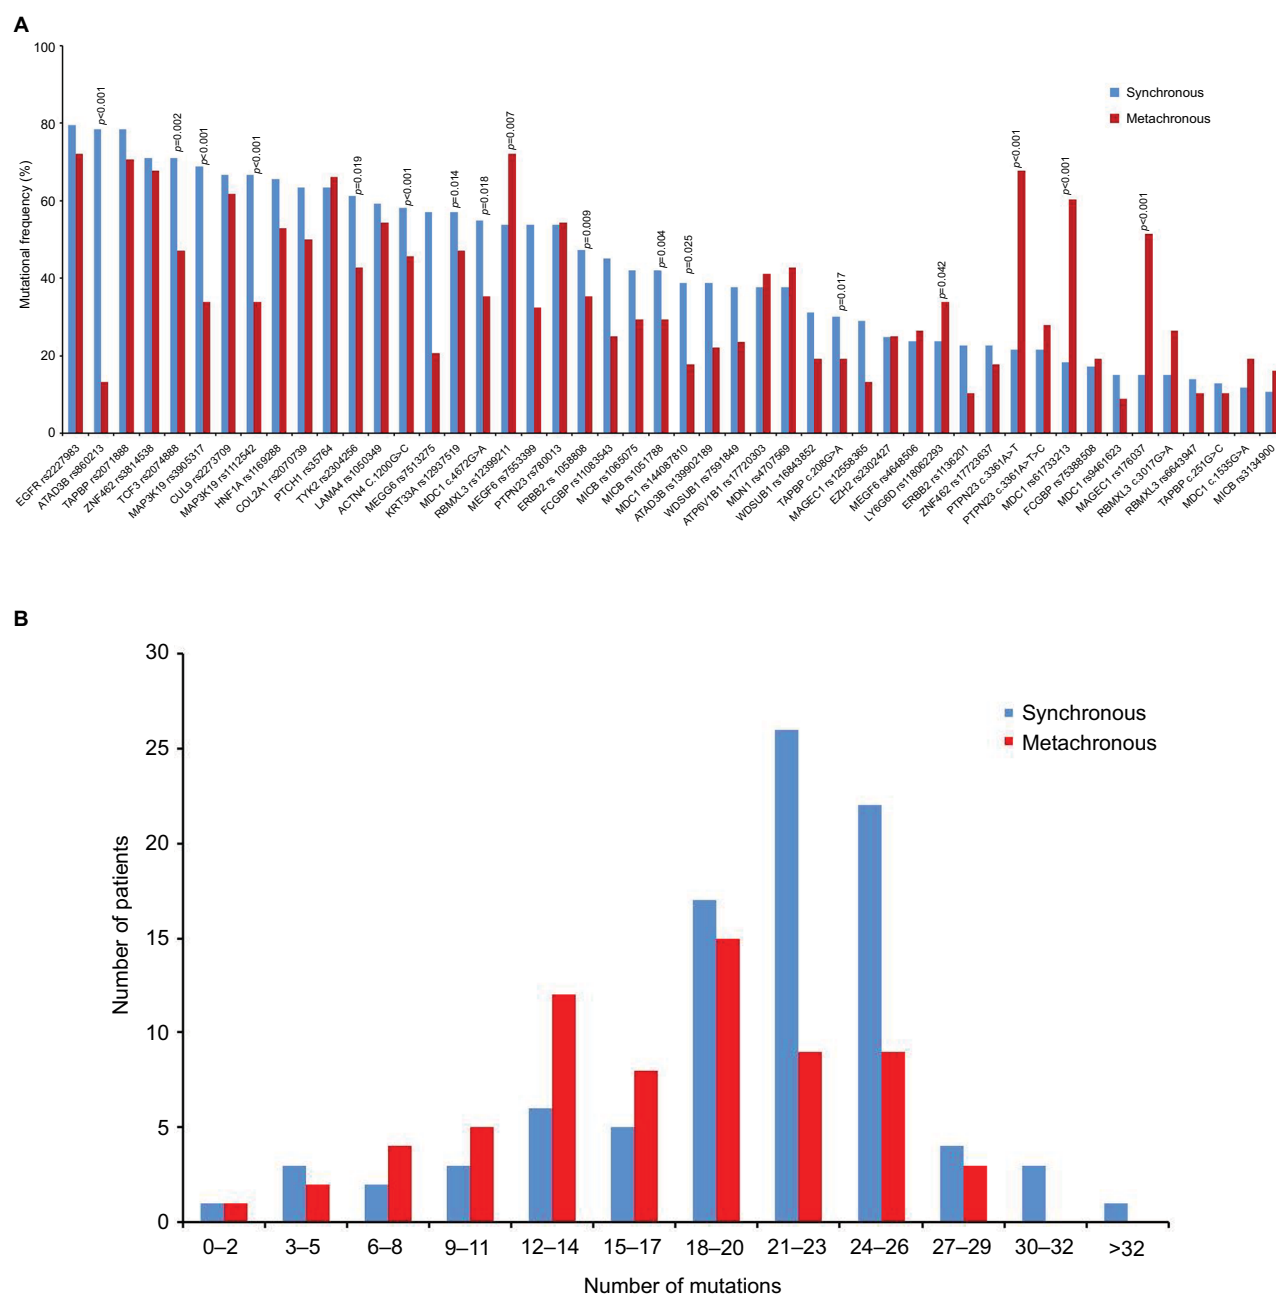 A
100
80
60
40
20
0
Mutational frequency (%)
Synchronous
Metachronous
p<0.001
p=0.002
p<0.001
p<0.001
p=0.019
p<0.001
p=0.014
p=0.018
p=0.007
p=0.009
p=0.004
p=0.025
p=0.017
p=0.042
p<0.001
p<0.001
p<0.001
EGFR rs2227983
ATAD3B rs860213
TAPBP rs2071888
ZNF462 rs3814538
TCF3 rs2074888
MAP3K19 rs3905317
CUL9 rs2273709
MAP3K19 rs1112542
HNF1A rs1169288
COL2A1 rs2070739
PTCH1 rs35764
TYK2 rs2304256
LAMA4 rs1050349
ACTN4 c.1200G>C
MEGG6 rs7513275
KRT33A rs12937519
MDC1 c.4672G>A
RBMXL3 rs12399211
MEGF6 rs7553399
PTPN23 rs6780013
ERBB2 rs1058808
FCGBP rs11083543
MICB rs1065075
MICB rs1051788
MDC1 rs144087810
ATAD3B rs139902189
WDSUB1 rs7591849
ATP6V1B1 rs17720303
MDN1 rs4707569
WDSUB1 rs16843852
TAPBP c.208G>A
MAGEC1 rs12558365
EZH2 rs2302427
MEGF6 rs4648506
LY6G6D rs118062293
ERBB2 rs1136201
ZNF462 rs17723637
PTPN23 c.3361A>T
PTPN23 c.3361A>T>C
MDC1 rs61733213
FCGBP rs75388508
MDC1 rs9461623
MAGEC1 rs176037
RBMXL3 c.3017G>A
RBMXL3 rs6643947
TAPBP c.251G>C
MDC1 c.1535G>A
MICB rs3134900
B
30
25
20
15
10
5
0
Number of patients
Synchronous
Metachronous
0–2 3–5 6–8 9–11 12–14 15–17 18–20 21–23 24–26 27–29 30–32 >32
Number of mutations